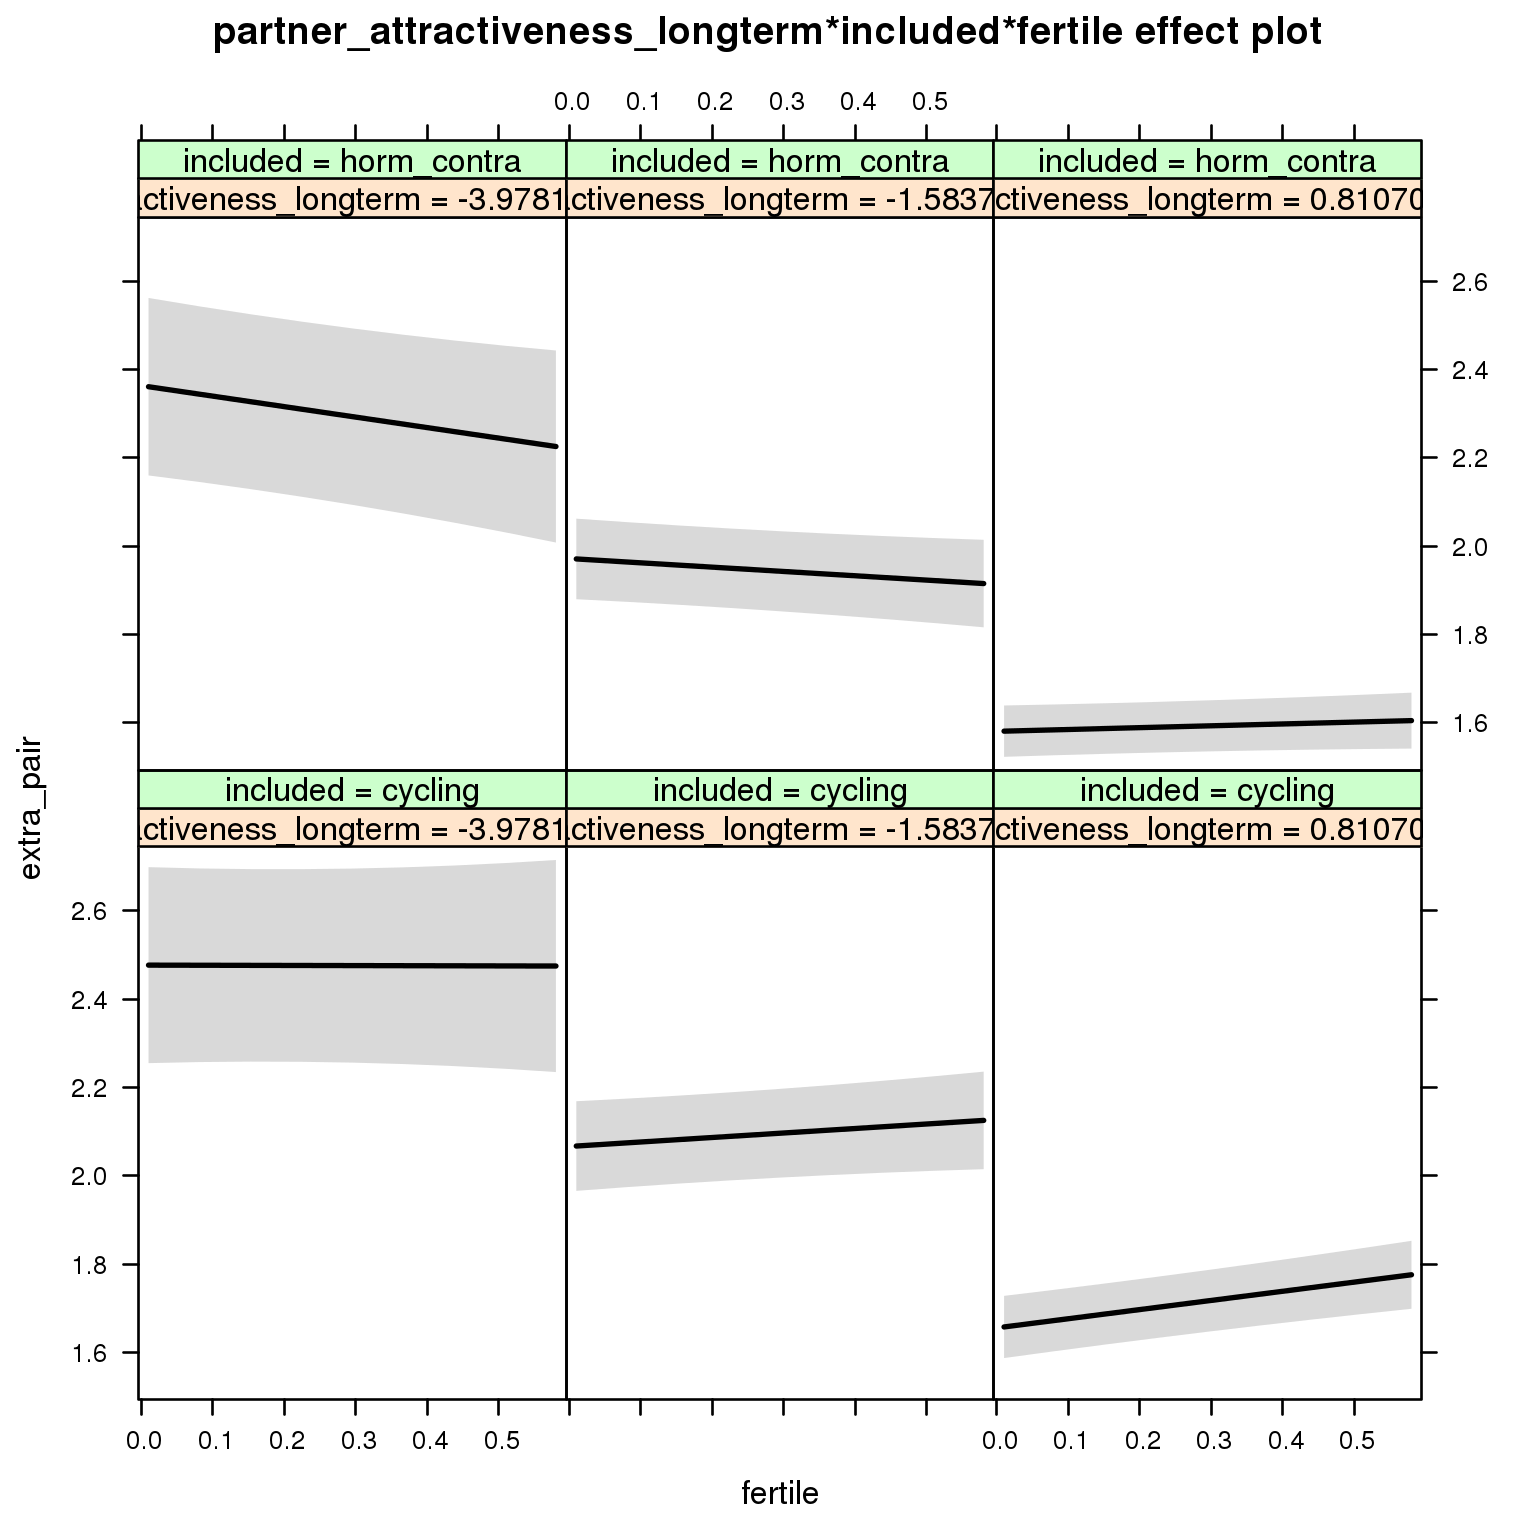 partner_attractiveness_longterm*included*fertile effect plot
0.0 0.1 0.2 0.3 0.4 0.5
included = horm_contra included = horm_contra included = horm_contra
ctiveness_longterm = -3.9781 ctiveness_longterm = -1.5837 ctiveness_longterm = 0.81070
2.6
2.4
2.2
2.0
1.8
1.6
extra_pair
included = cycling included = cycling included = cycling
ctiveness_longterm = -3.9781 ctiveness_longterm = -1.5837 ctiveness_longterm = 0.81070
2.6
2.4
2.2
2.0
1.8
1.6
0.0 0.1 0.2 0.3 0.4 0.5 0.0 0.1 0.2 0.3 0.4 0.5
fertile